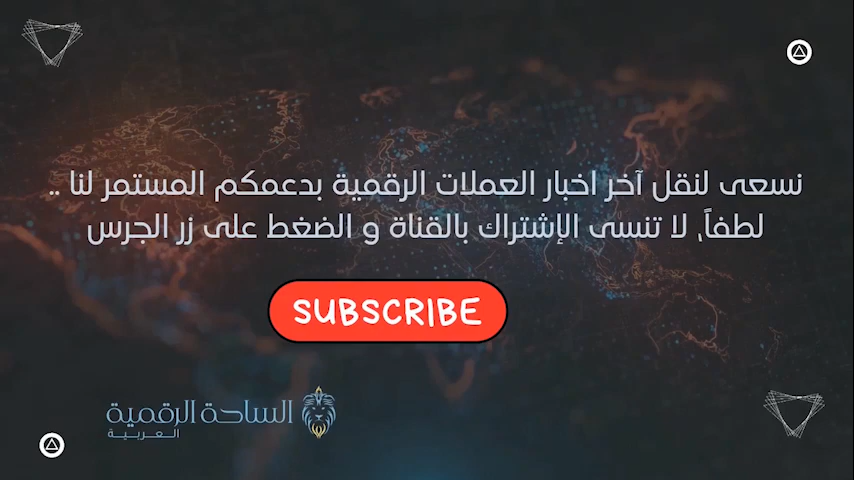 نسعى لنقل آخر اخبار العملات الرقمية بدعمكم المستمر لنا ..
لطفاً، لا تنسى الإشتراك بالقناة و الضغط على زر الجرس
SUBSCRIBE
الساحة الرقمية
العربية